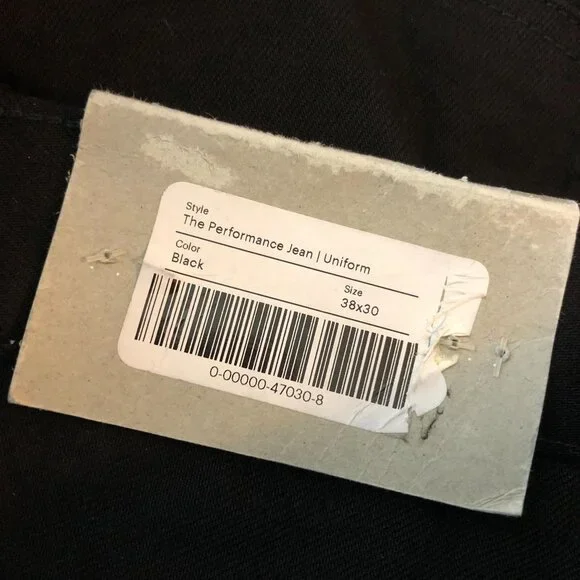 Style
The Performance Jean | Uniform
Color
Black
Size
38x30
0-00000-47030-8